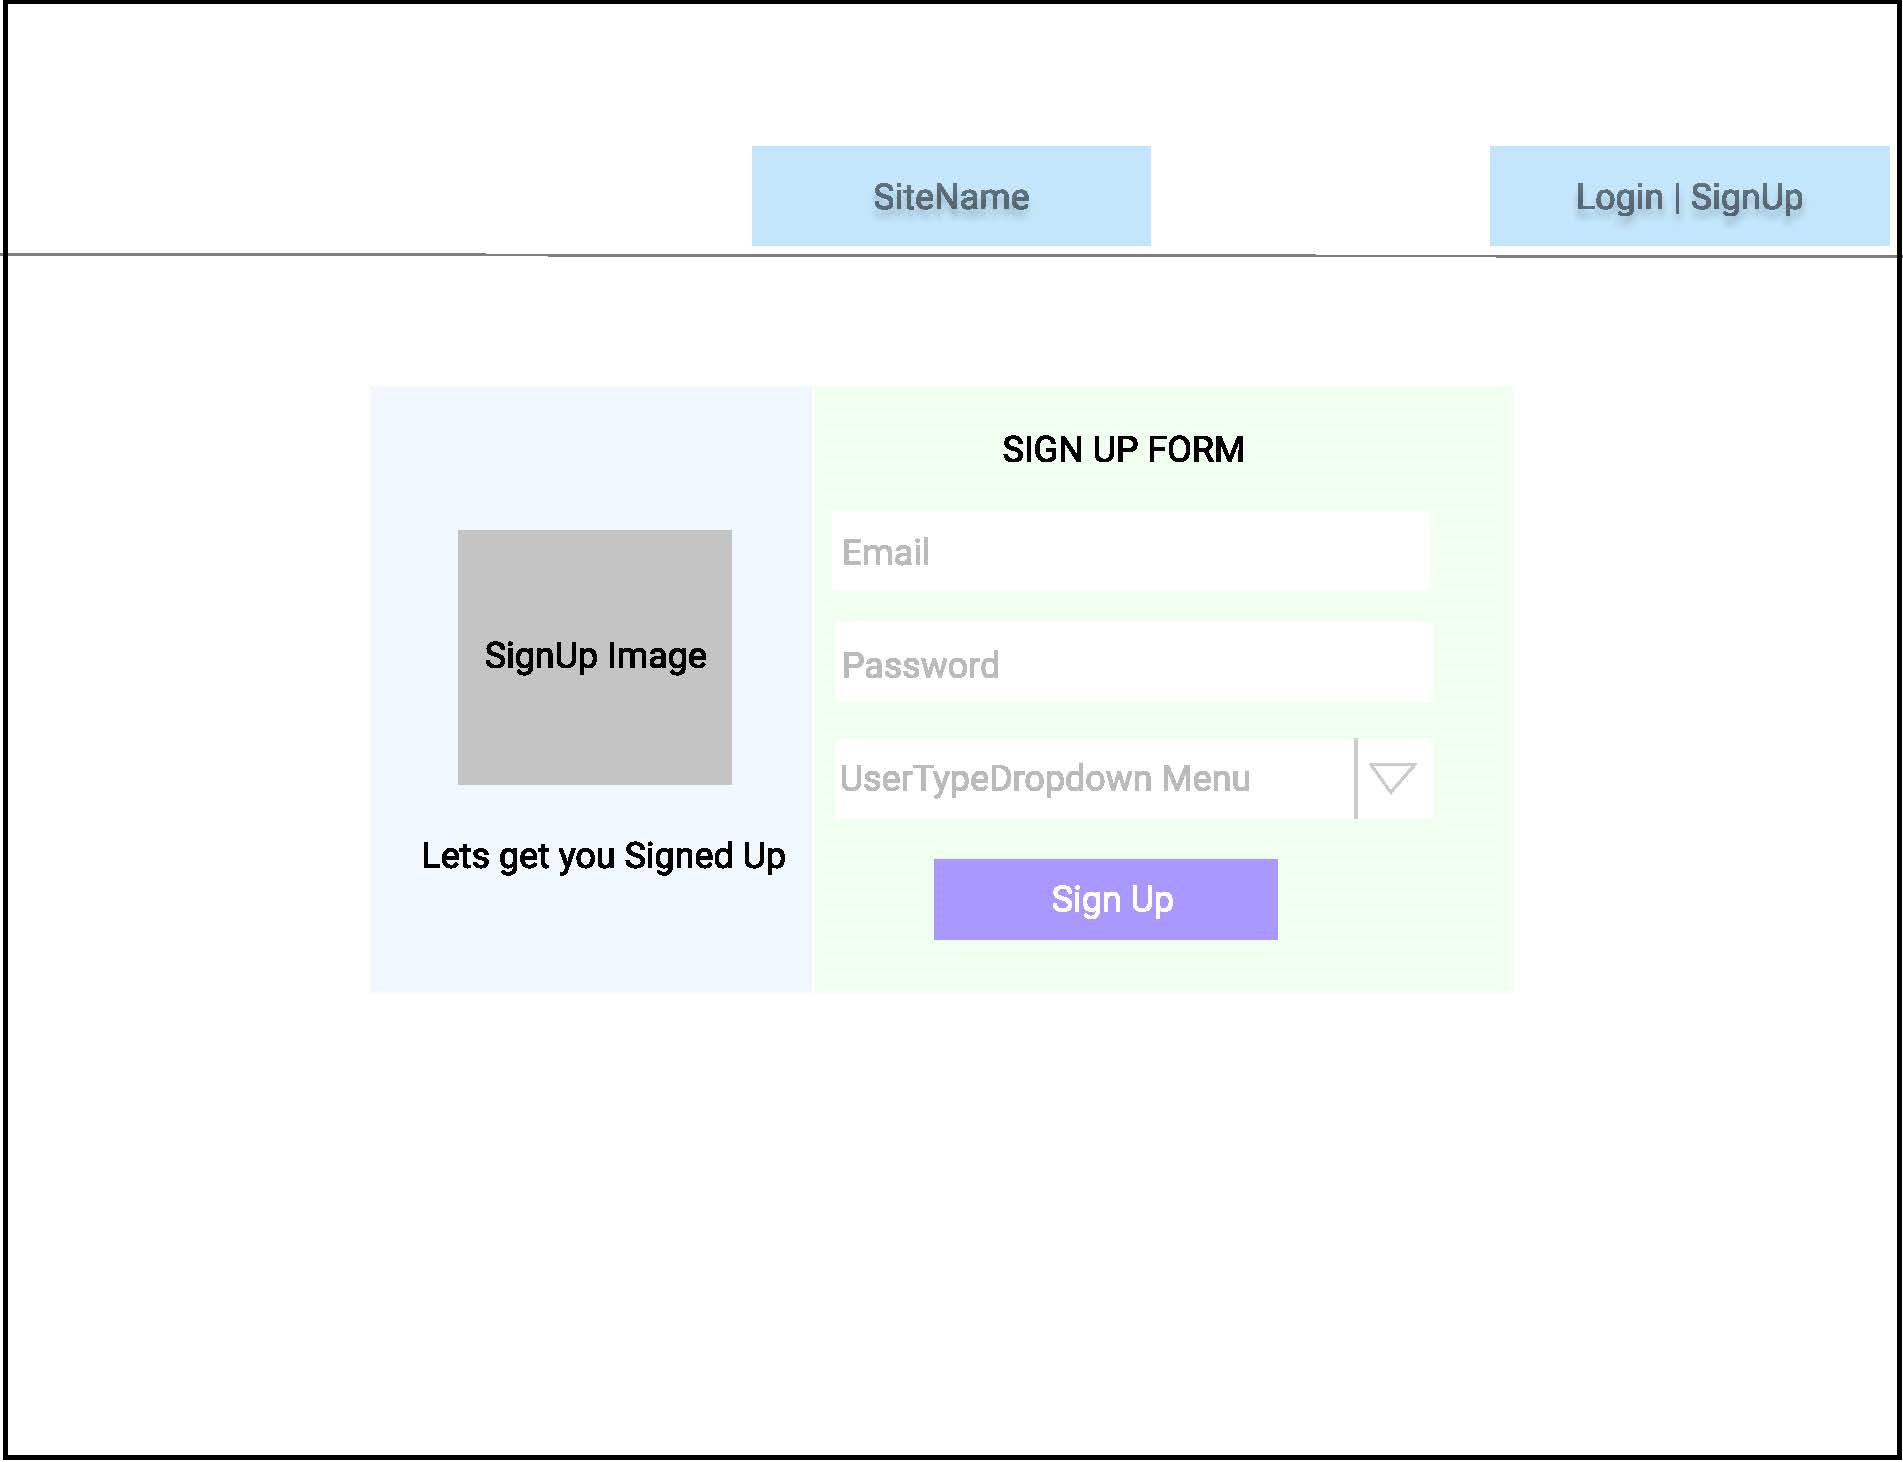 SiteName
Login | SignUp
SIGN UP FORM
Email
Password
UserTypeDropdown Menu
Sign Up
SignUp Image
Lets get you Signed Up